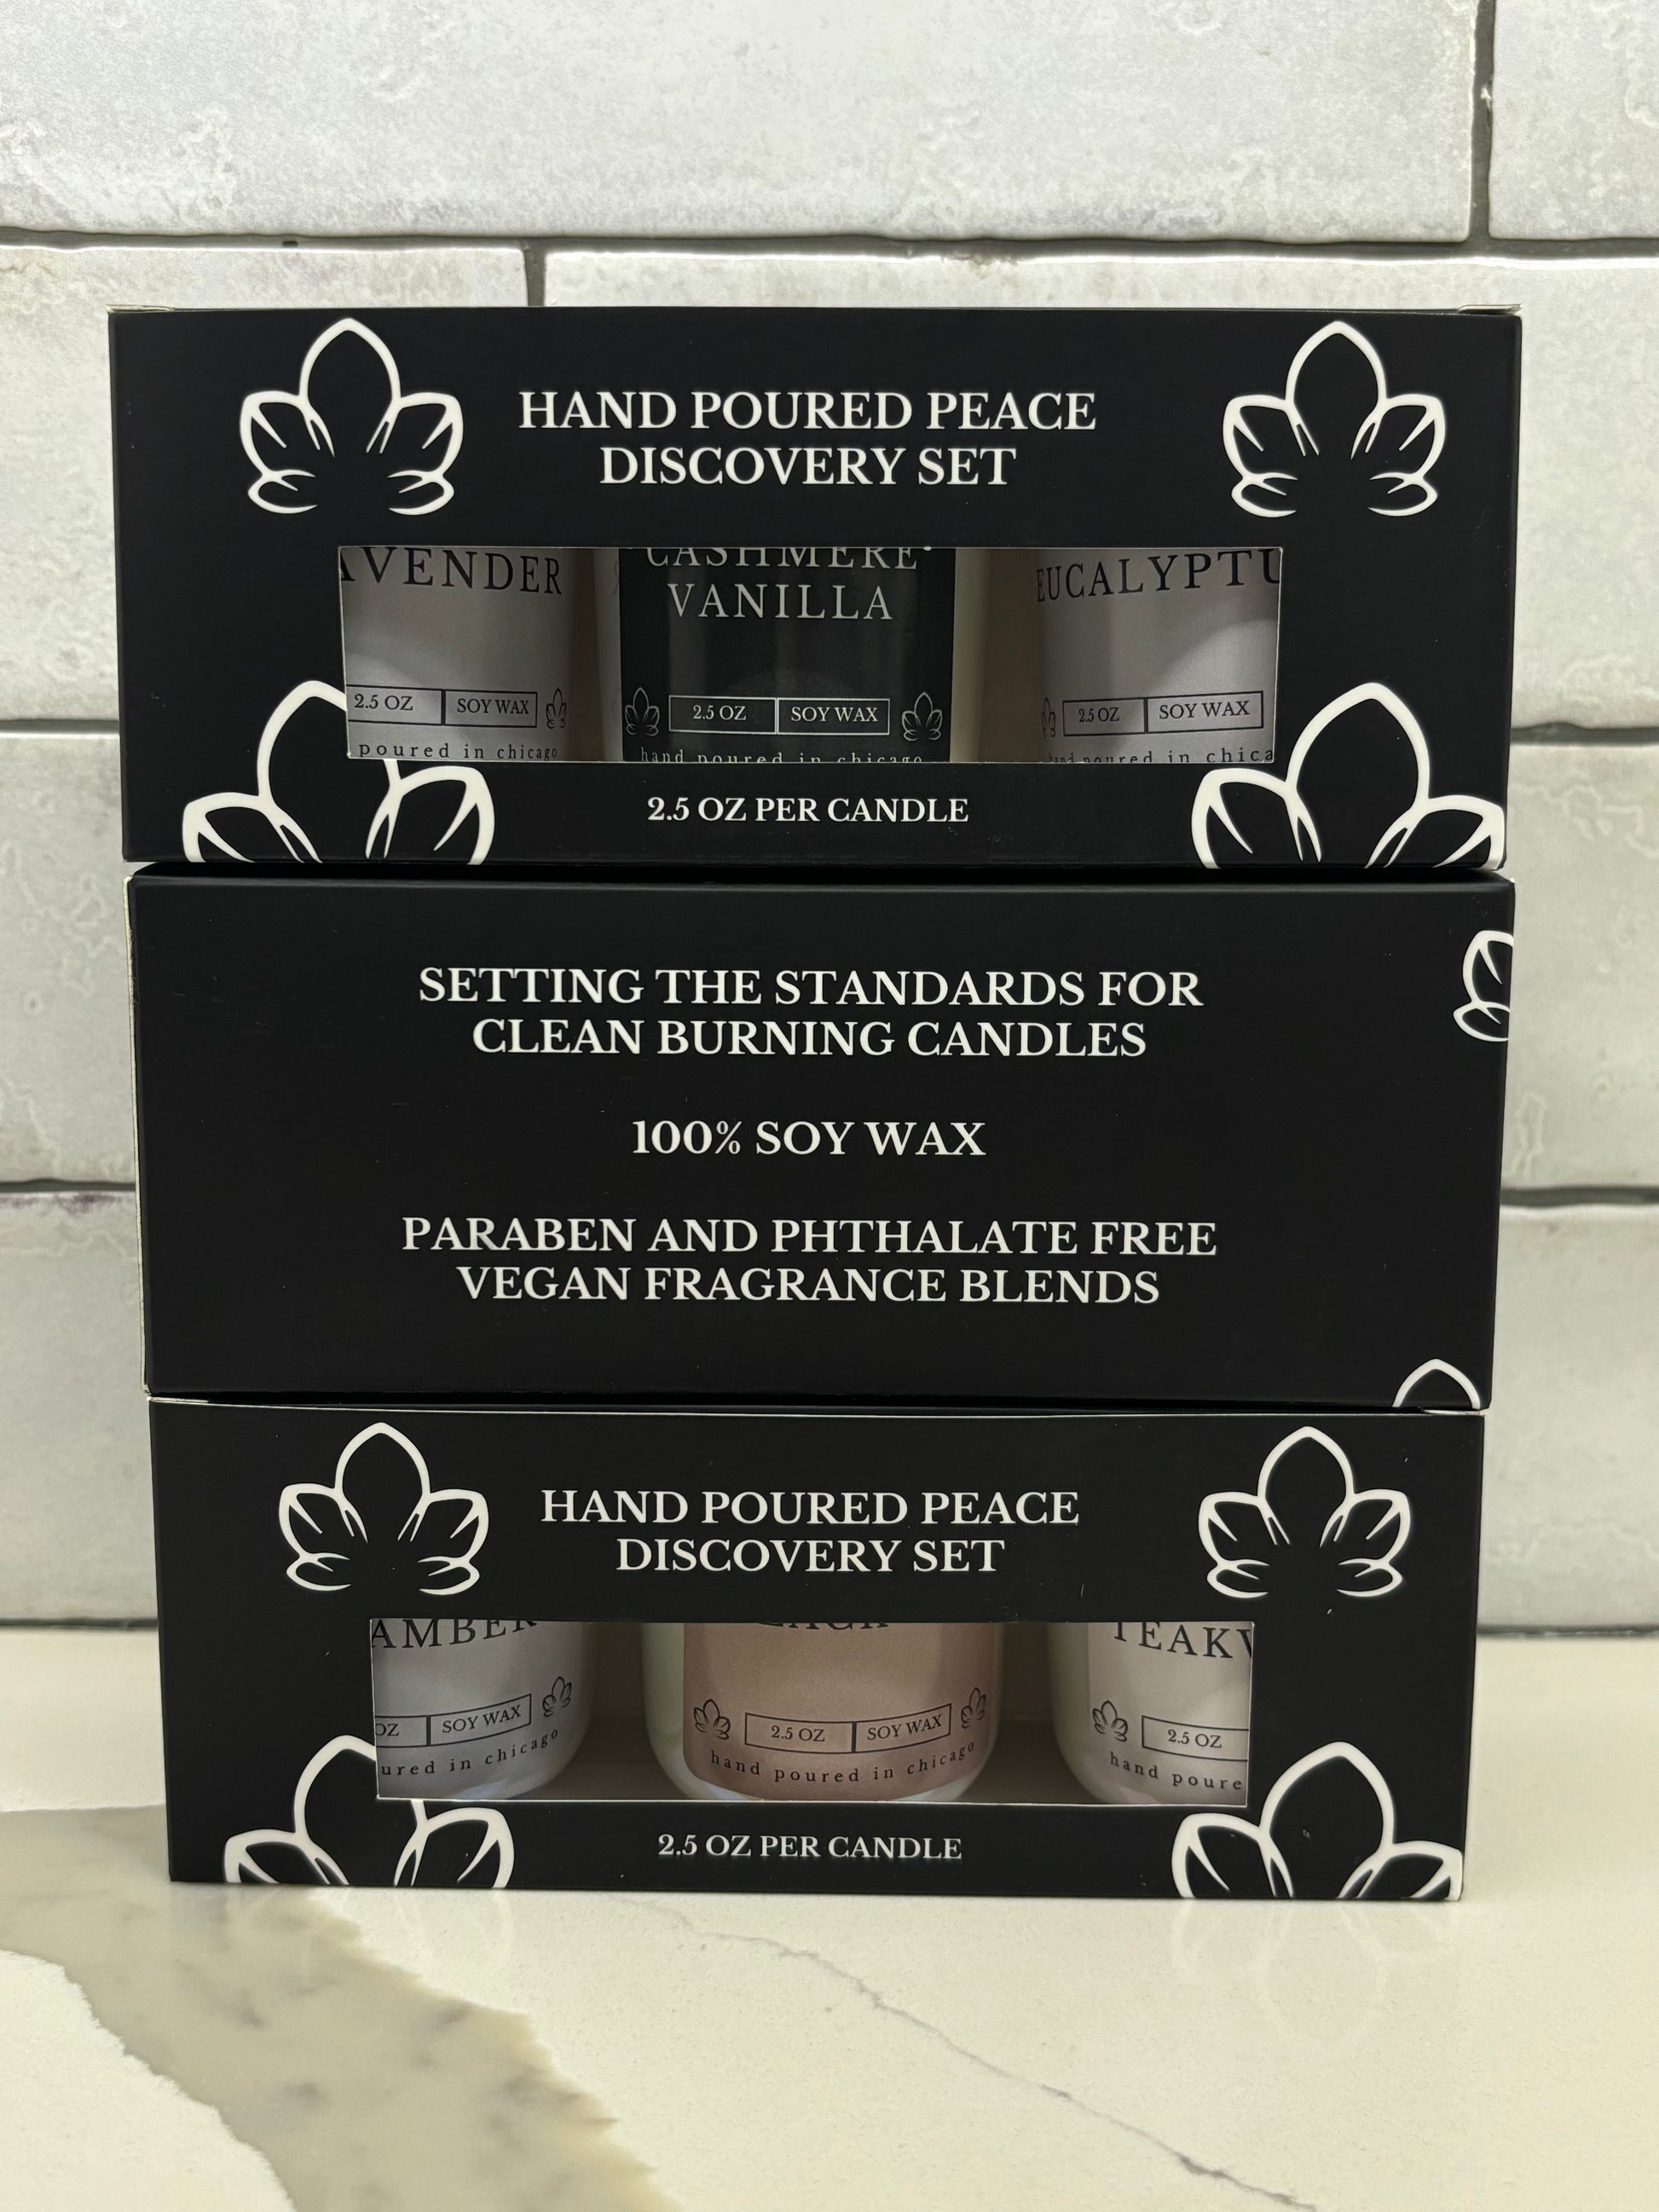 HAND POURED PEACE
DISCOVERY SET
VENDER
CASHMERE
VANILLA
EUCALYPTU
2.5 OZ SOY WAX
2.5 OZ SOY WAX
2.5 OZ SOY WAX
poured in chicago
hand poured in chicago
poured in chica
2.5 OZ PER CANDLE
SETTING THE STANDARDS FOR
CLEAN BURNING CANDLES
100% SOY WAX
PARABEN AND PHTHALATE FREE
VEGAN FRAGRANCE BLENDS
HAND POURED PEACE
DISCOVERY SET
AMBER
TEAK
OZ SOY WAX
2.5 OZ SOY WAX
2.5 OZ
ured in chicago
hand poured in chicago
hand poure
2.5 OZ PER CANDLE